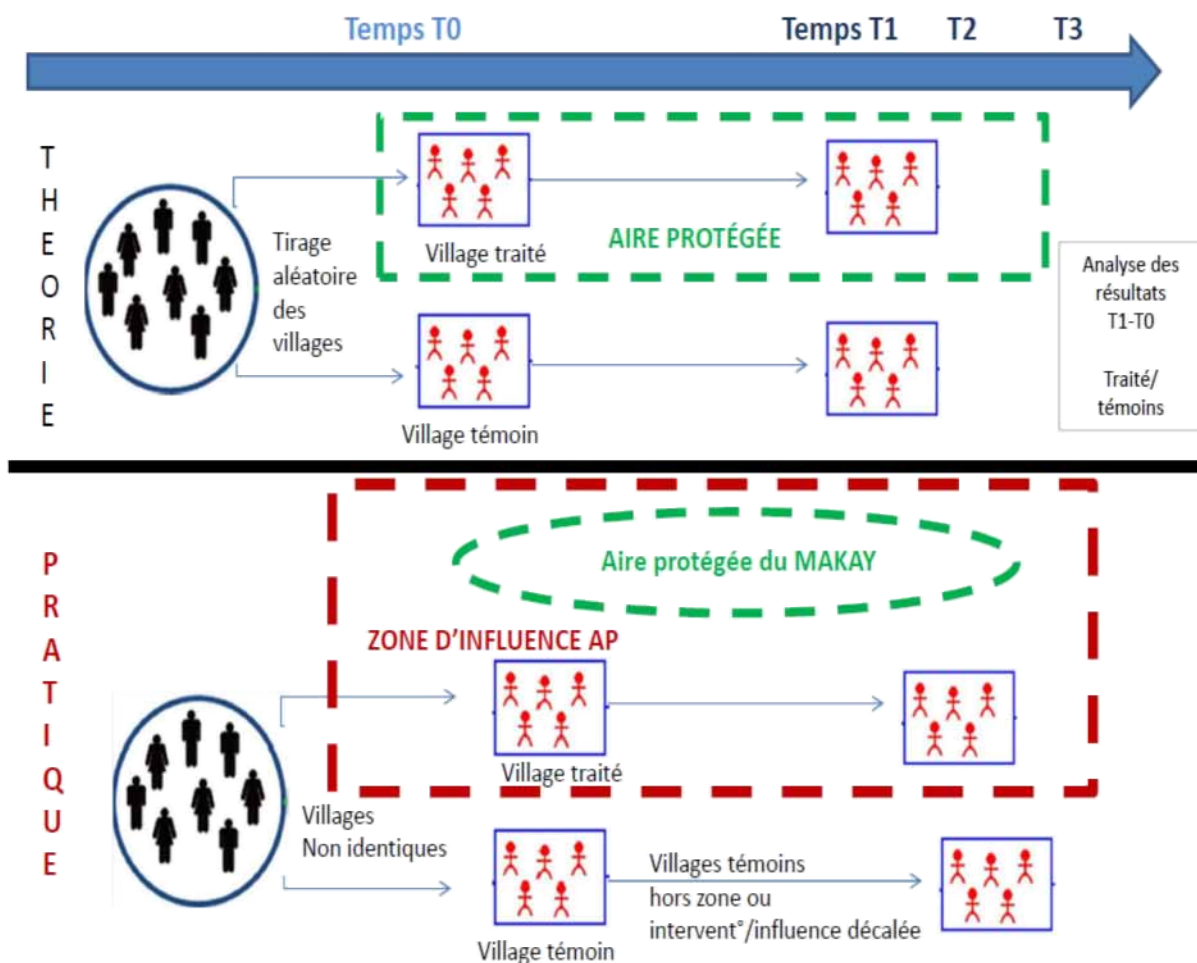 Temps T0
Temps T1
T2
T3
THEORIE
Tirage
aléatoire
des
villages
Village traité
AIRE PROTÉGÉE
Village témoin
Analyse des
résultats
T1-T0
Traité/
témoins
PRATIQUE
Aire protégée du MAKAY
ZONE D'INFLUENCE AP
Village traité
Villages
Non identiques
Village témoin
Villages témoins
hors zone ou
intervent°/influence décalée